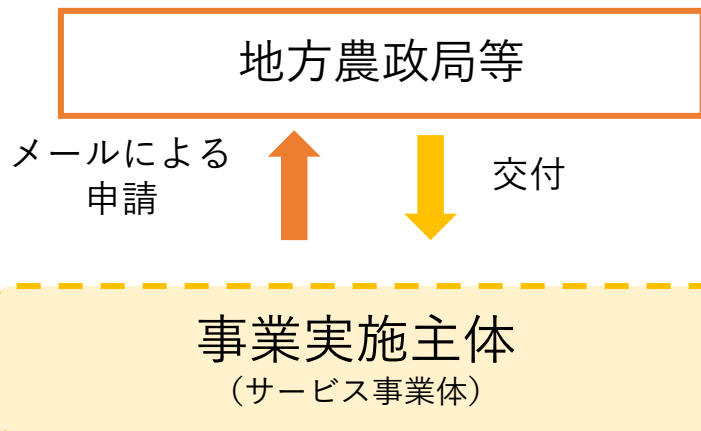 地方農政局等
メールによる
申請
交付
事業実施主体
（サービス事業体）